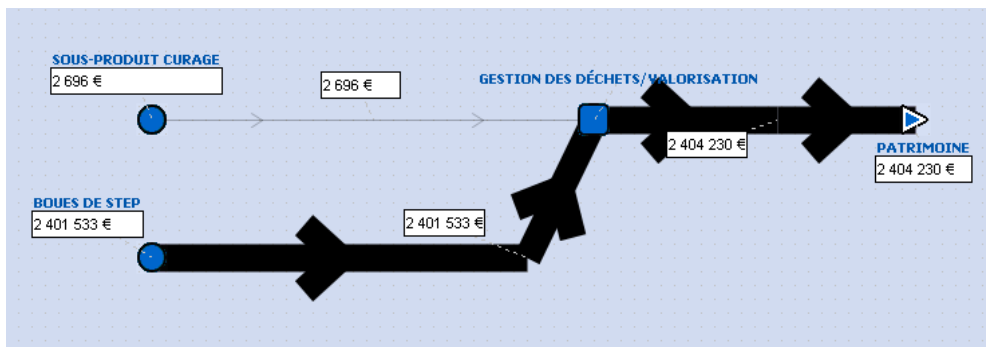 SOUS-PRODUIT CURAGE
2 696 €
2 696 €
GESTION DES DÉCHETS/VALORISATION
2 404 230 €
PATRIMOINE
2 404 230 €
BOUES DE STEP
2 401 533 €
2 401 533 €